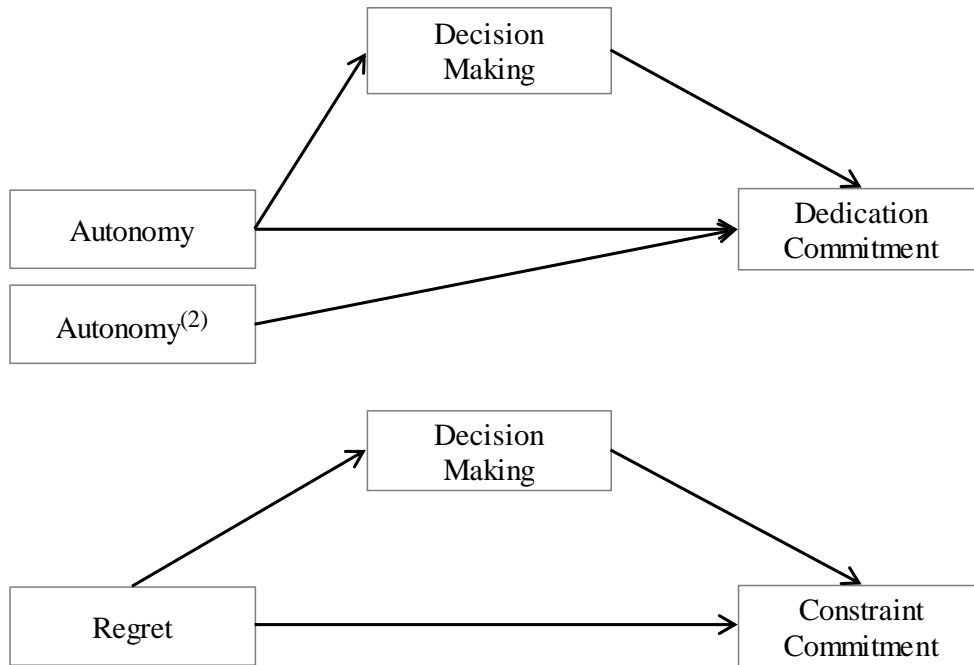 Decision
Making
Autonomy
Dedication
Commitment
Autonomy(2)
Decision
Making
Regret
Constraint
Commitment